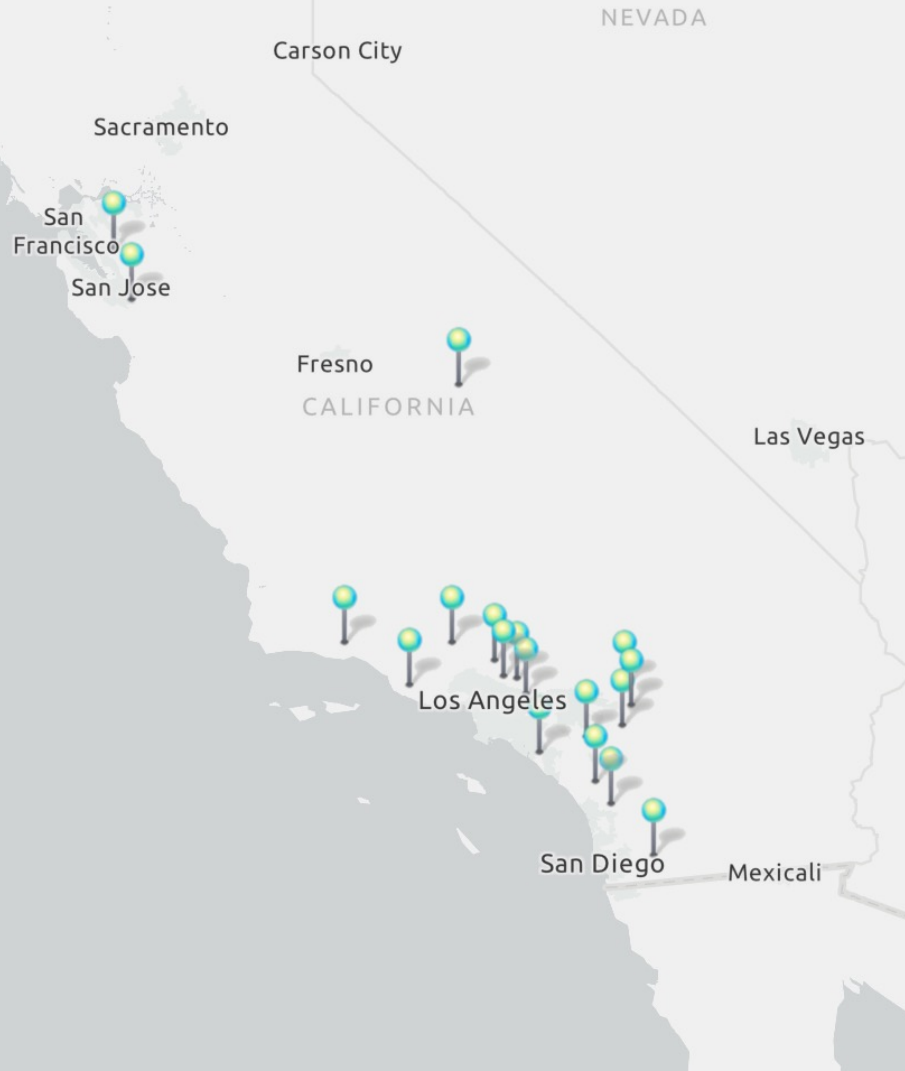 NEVADA
Carson City
Sacramento
San
Francisco
San Jose
Fresno
CALIFORNIA
Las Vegas
Los Angeles
San Diego
Mexicali